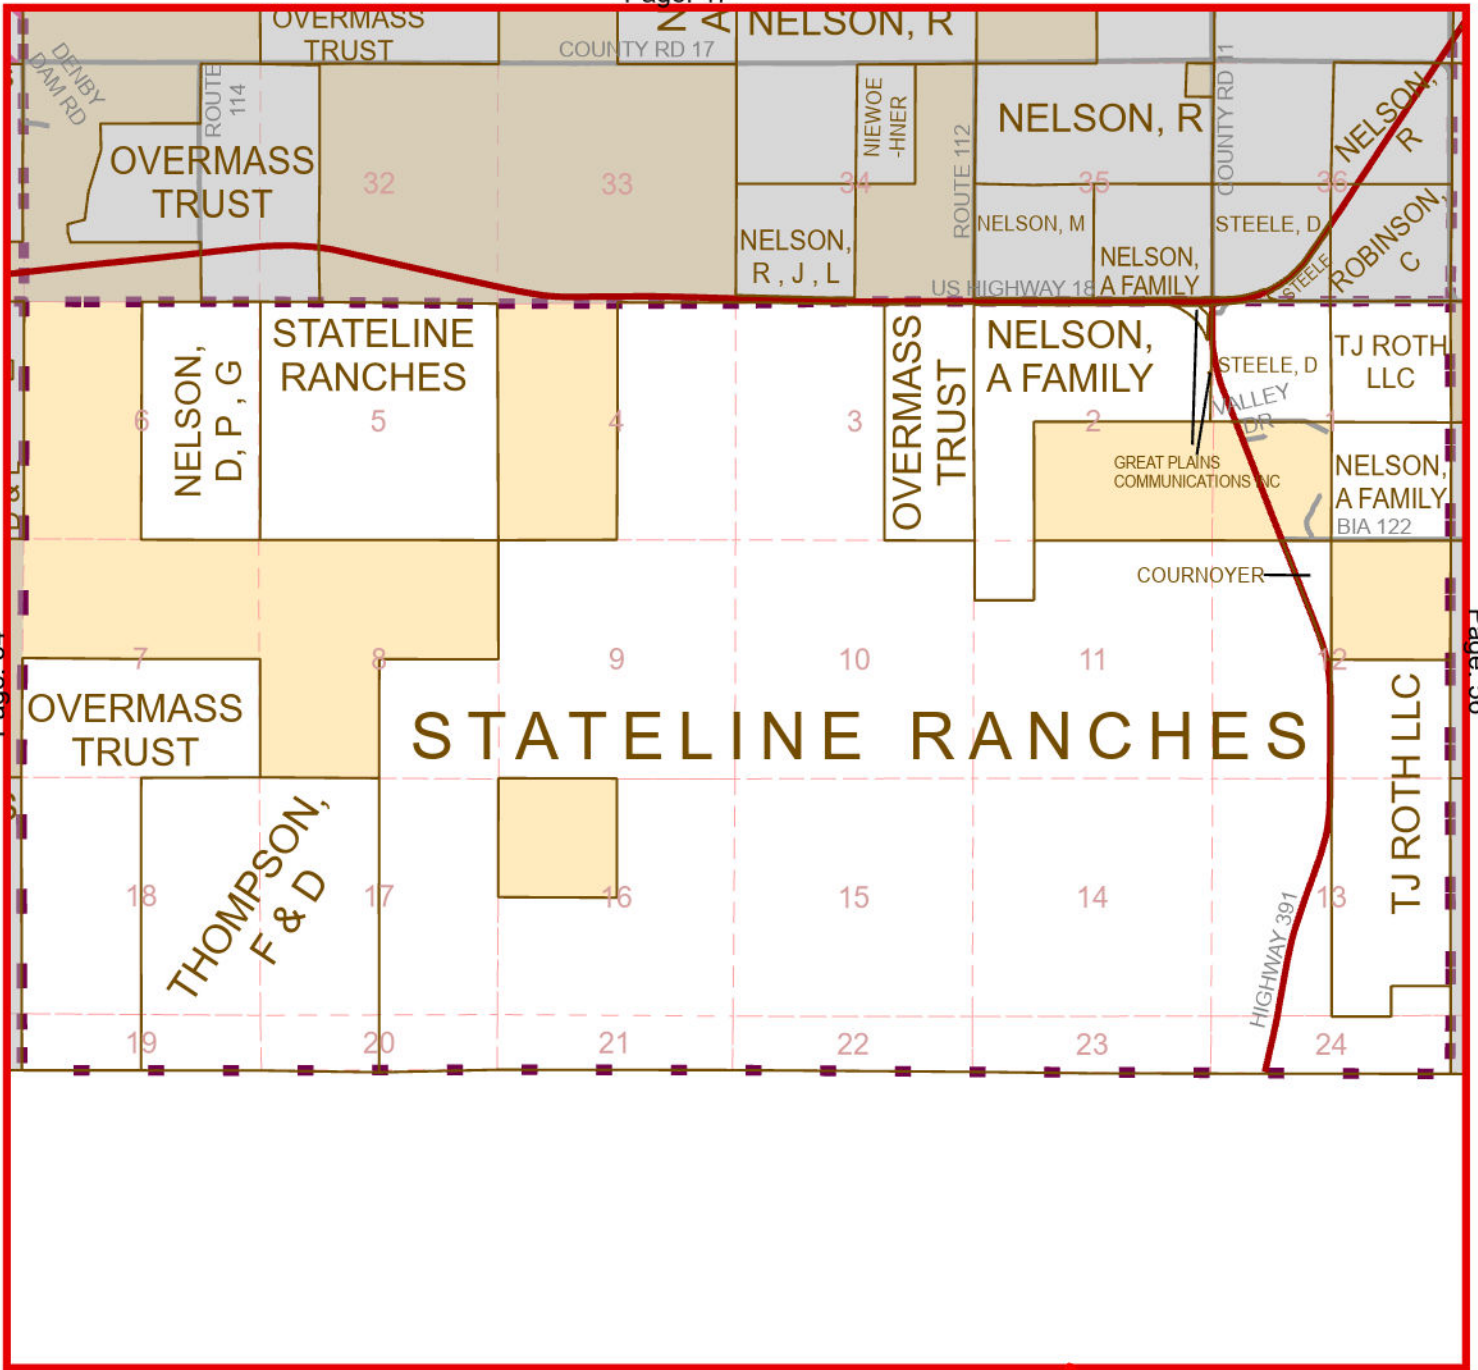 OVERMASS
TRUST
NELSON, R
COUNTY RD 17
DENBY
DAM RD
ROUTE
114
OVERMASS
TRUST
32
33
34
NIEWOE
-HNER
ROUTE 112
NELSON, R
35
COUNTY RD 11
NELSON,
R
36
NELSON,
R , J , L
NELSON, M
NELSON,
A FAMILY
STEELE, D
STEELE
ROBINSON,
C
US HIGHWAY 18
6
NELSON,
D, P , G
STATELINE
RANCHES
5
4
3
OVERMASS
TRUST
NELSON,
A FAMILY
2
STEELE, D
VALLEY
DR
1
TJ ROTH
LLC
GREAT PLAINS
COMMUNICATIONS INC
NELSON,
A FAMILY
BIA 122
COURNOYER
7
8
9
10
11
12
OVERMASS
TRUST
STATELINE RANCHES
TJ ROTH LLC
18
THOMPSON,
F & D
17
16
15
14
13
HIGHWAY 391
19
20
21
22
23
24